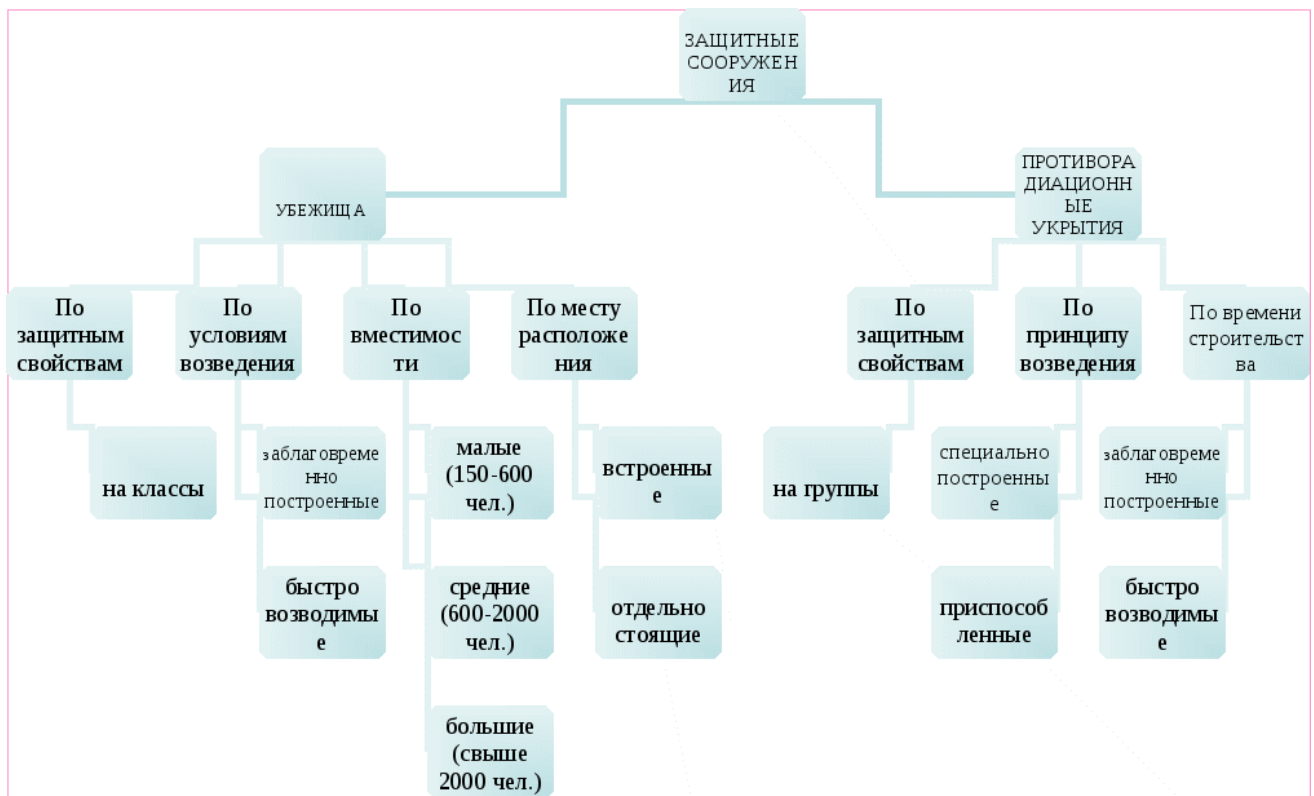 ЗАЩИТНЫЕ
СООРУЖЕН
ИЯ
УБЕЖИЩА
ПРОТИВОРА
ДИАЦИОНН
ЫЕ
УКРЫТИЯ
По
защитным
свойствам
По
условиям
возведения
По
вместимос
ти
По месту
расположе
ния
По
защитным
свойствам
По
принципу
возведения
По времени
строительст
ва
на классы
заблаговреме
нно
построенные
малые
(150-600
чел.)
встроенны
е
на группы
специально
построенны
е
заблаговреме
нно
построенные
быстро
возводимы
е
средние
(600-2000
чел.)
отдельно
стоящие
приспособ
ленные
быстро
возводимы
е
большие
(свыше
2000 чел.)